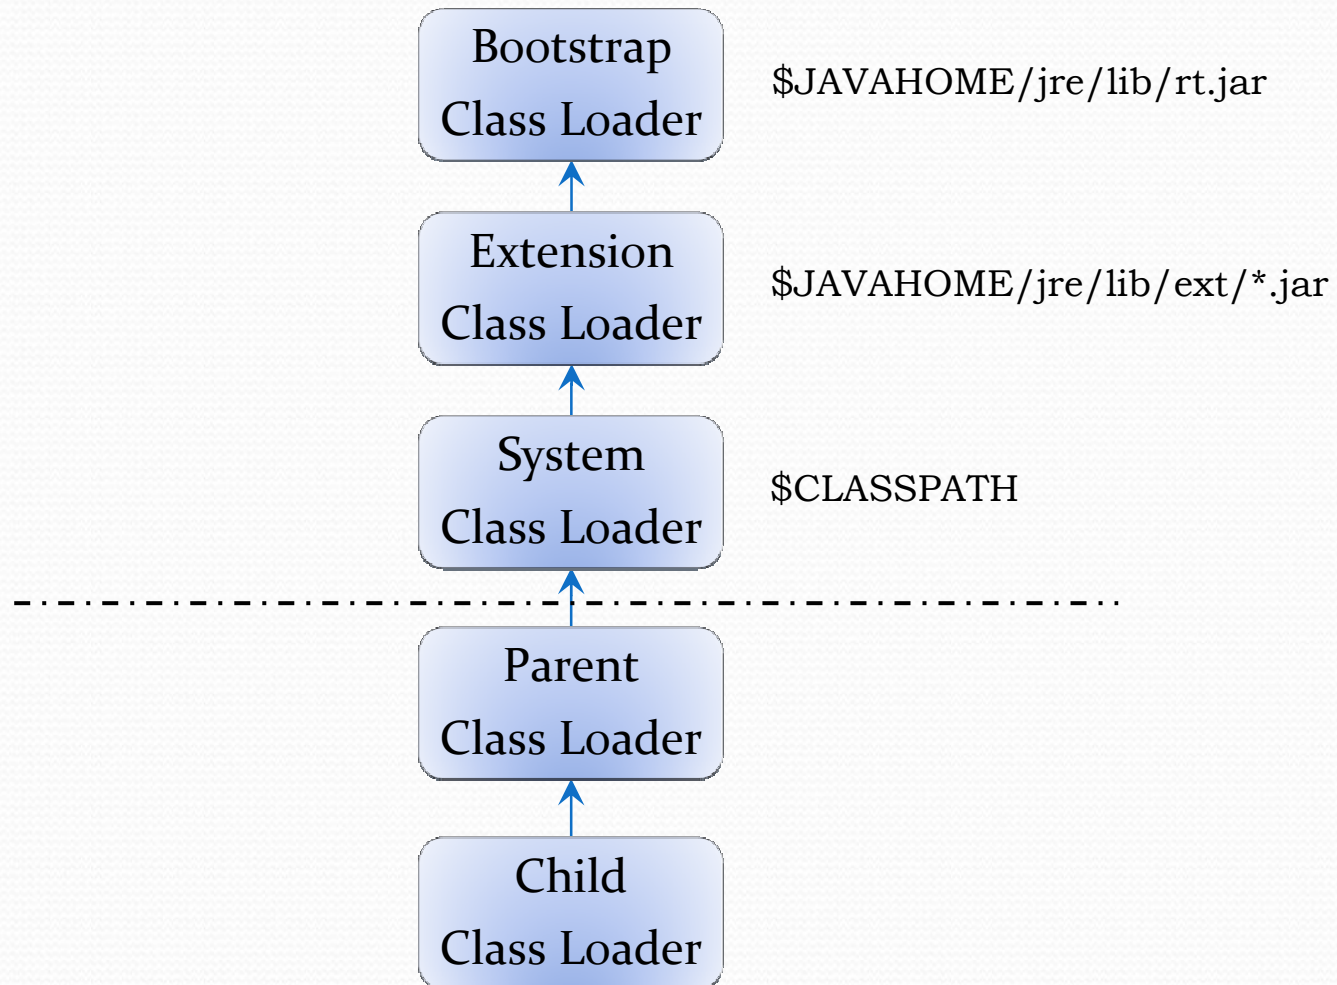 Bootstrap
Class Loader
$JAVAHOME/jre/lib/rt.jar
Extension
Class Loader
$JAVAHOME/jre/lib/ext/*.jar
System
Class Loader
$CLASSPATH
Parent
Class Loader
Child
Class Loader